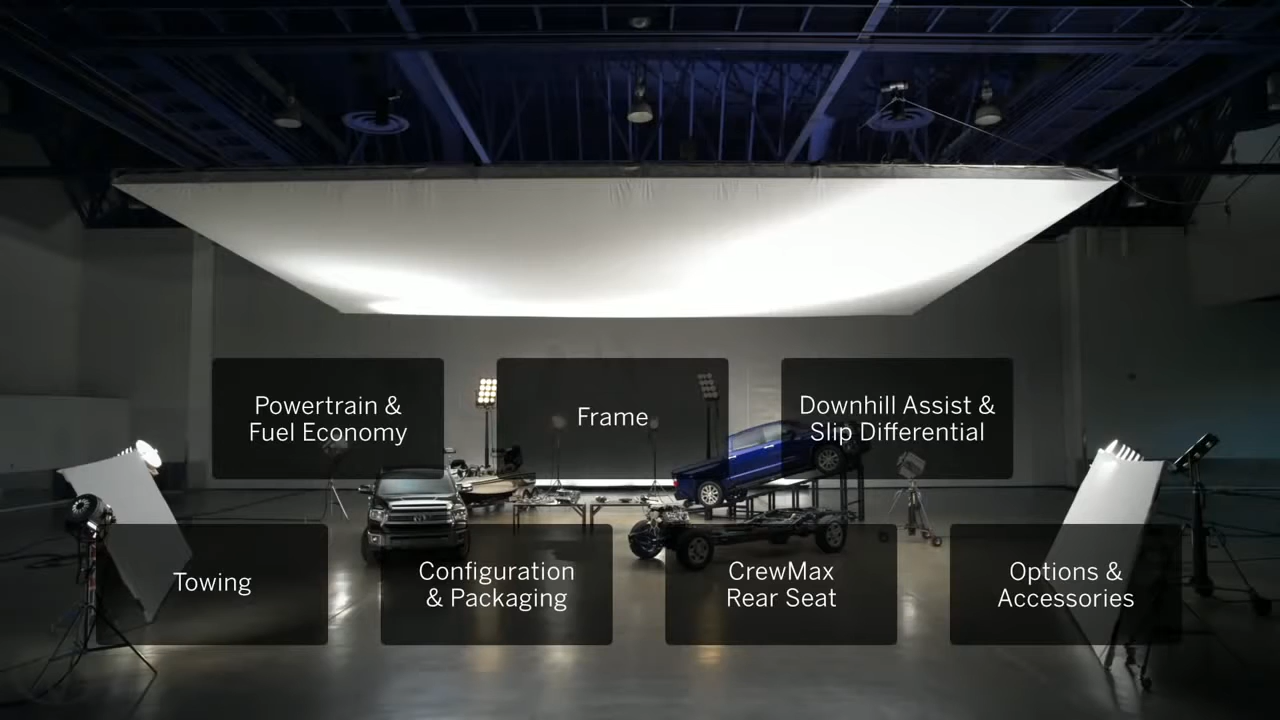 Powertrain &
Fuel Economy
Frame
Downhill Assist &
Slip Differential
Towing
Configuration
& Packaging
CrewMax
Rear Seat
Options &
Accessories